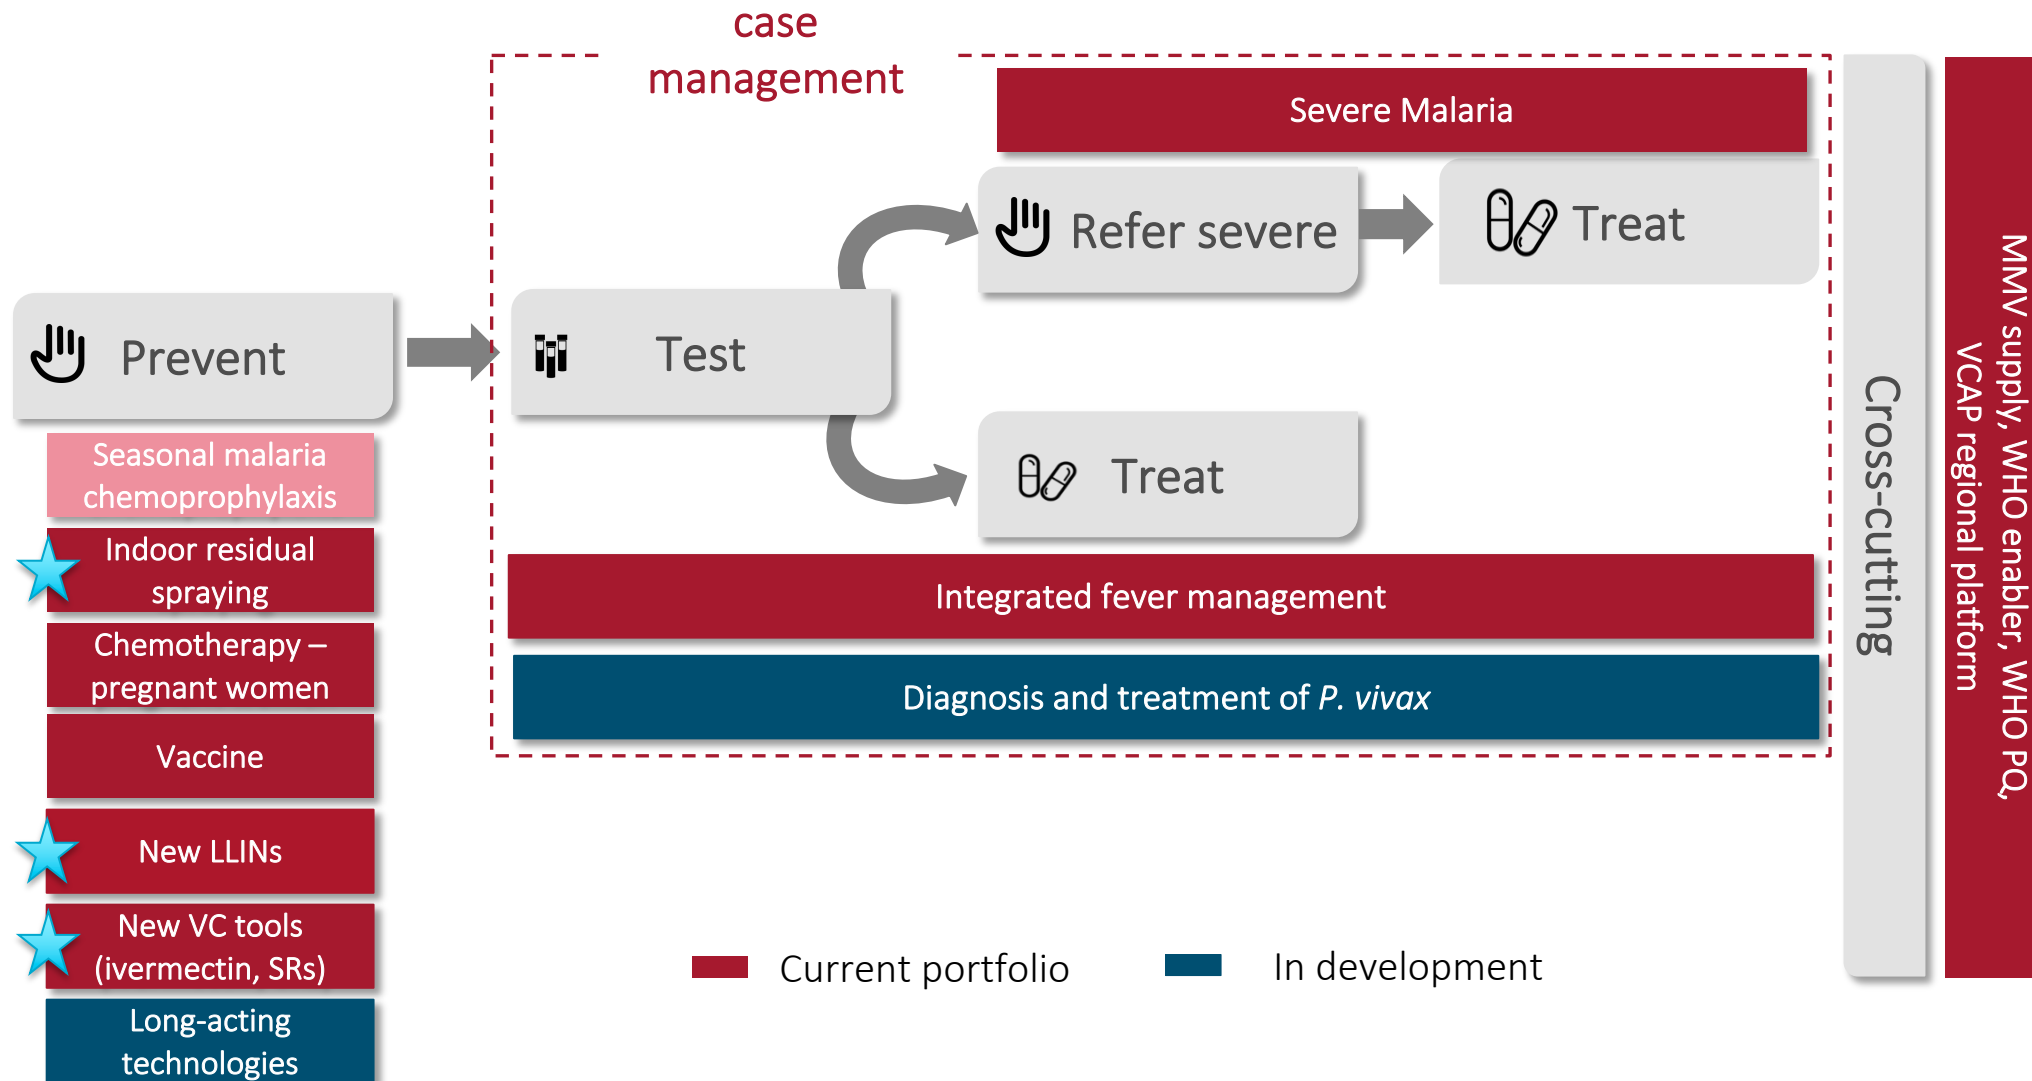 case
management
Severe Malaria
Refer severe
Treat
Prevent
Test
Treat
Seasonal malaria
chemoprophylaxis
Indoor residual
spraying
Chemotherapy –
pregnant women
Vaccine
New LLINs
New VC tools
(ivermectin, SRs)
Long-acting
technologies
Integrated fever management
Diagnosis and treatment of P. vivax
Current portfolio
In development
Cross-cutting
MMV supply, WHO enabler, WHO PQ,
VCAP regional platform